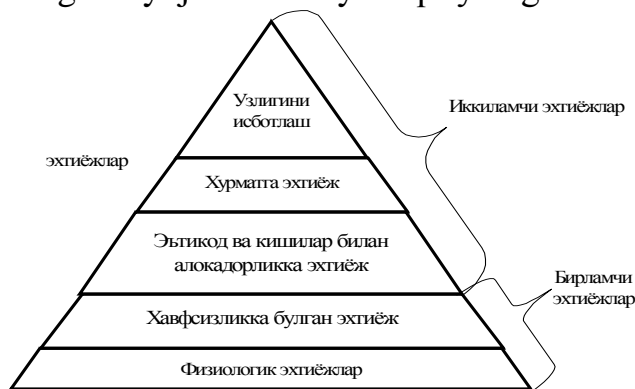 Узлигини
исботлаш
Иккиламчи эхтиёжлар
эхтиёжлар
Хурматга эхтиёж
Эътикод ва кишилар билан
алокадорликка эхтиёж
Бирламчи
эхтиёжлар
Хавфсизликка булган эхтиёж
Физиологик эхтиёжлар